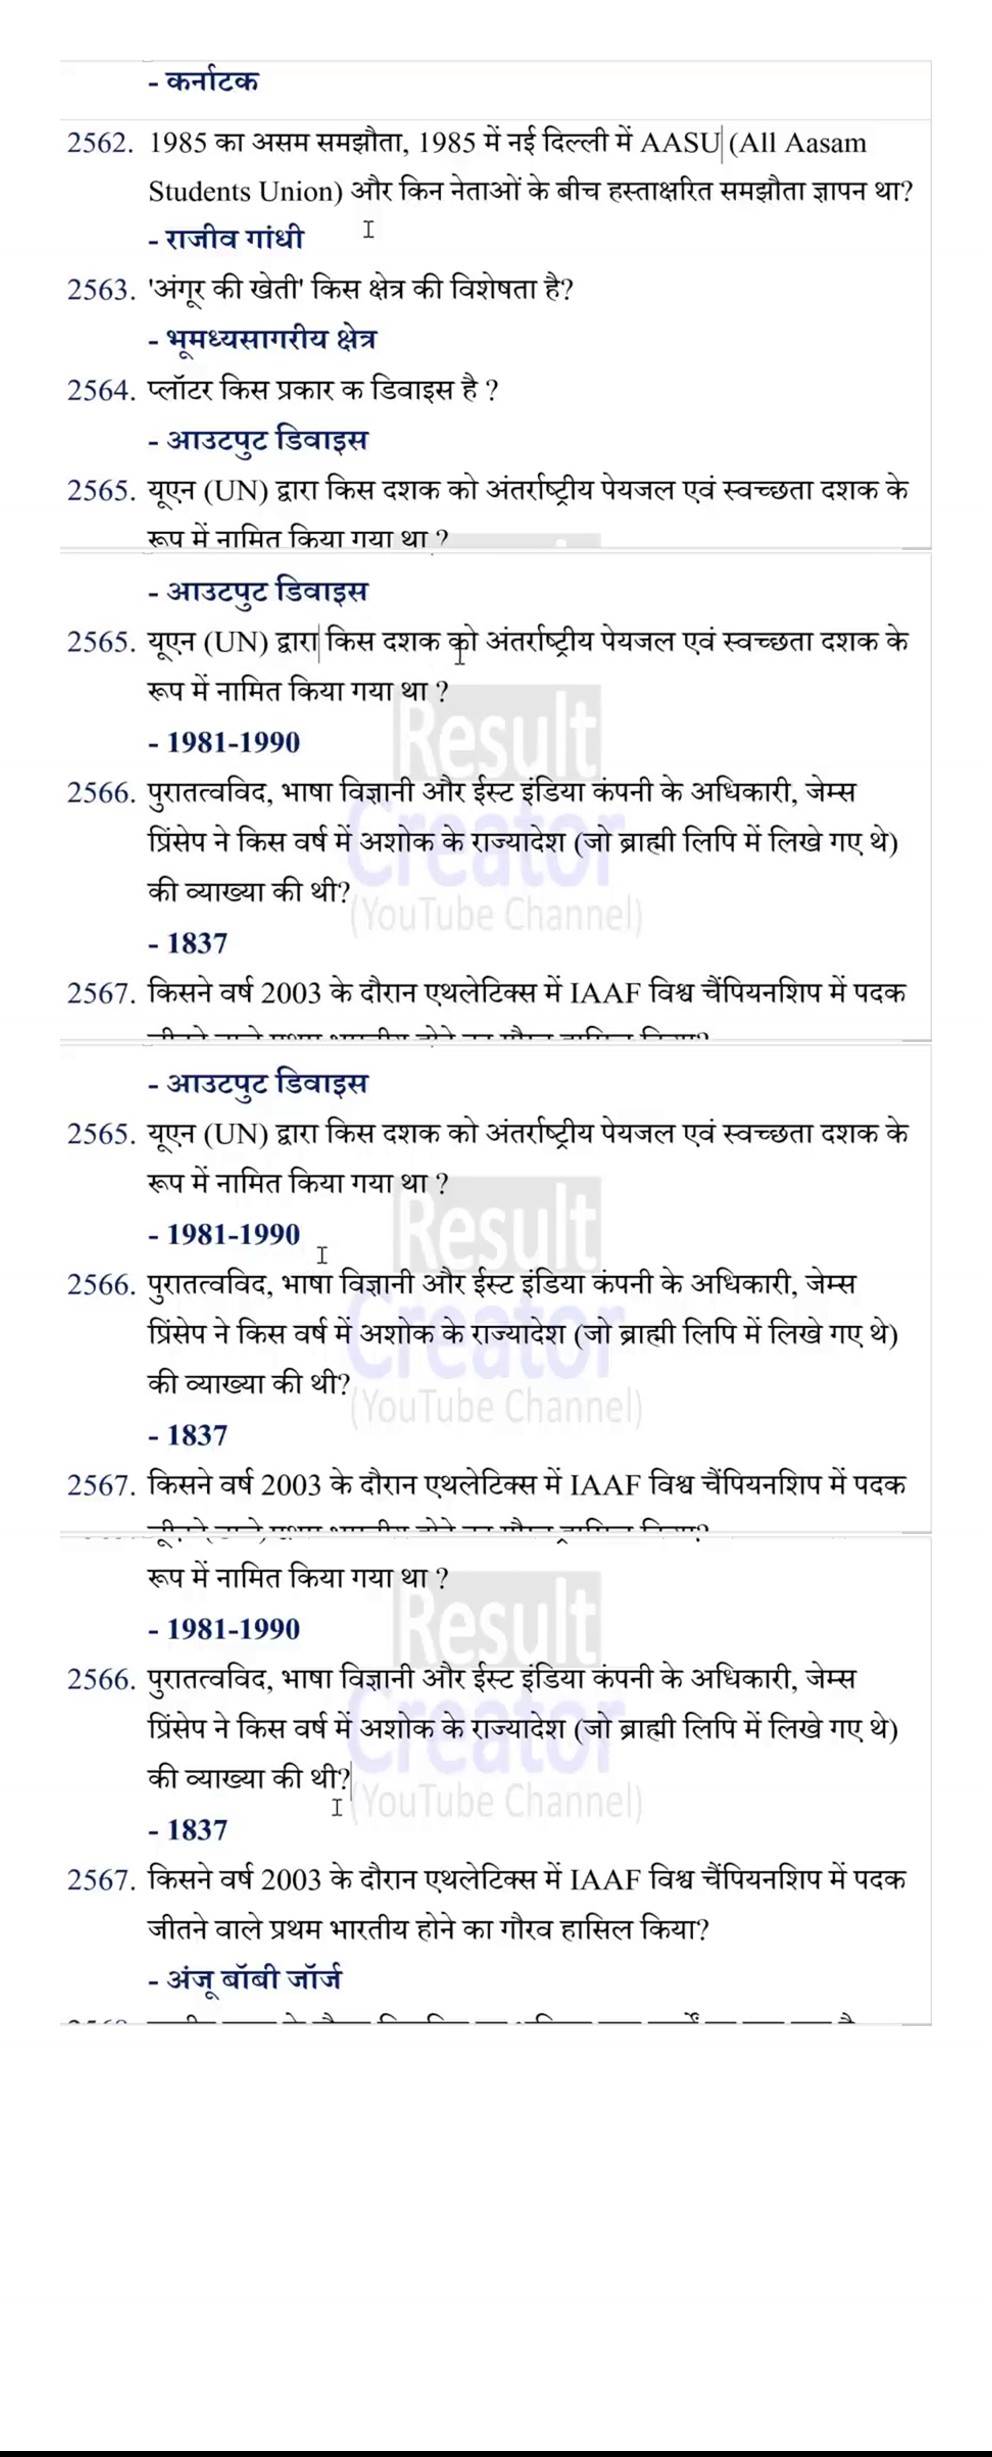 - कर्नाटक
2562. 1985 का असम समझौता, 1985 में नई दिल्ली में AASU (All Aasam
Students Union) और किन नेताओं के बीच हस्ताक्षरित समझौता ज्ञापन था?
- राजीव गांधी
2563. 'अंगूर की खेती' किस क्षेत्र की विशेषता है?
- भूमध्यसागरीय क्षेत्र
2564. प्लॉटर किस प्रकार क डिवाइस है ?
- आउटपुट डिवाइस
2565. यूएन (UN) द्वारा किस दशक को अंतर्राष्ट्रीय पेयजल एवं स्वच्छता दशक के
रूप में नामित किया गया था ?
- आउटपुट डिवाइस
2565. यूएन (UN) द्वारा किस दशक को अंतर्राष्ट्रीय पेयजल एवं स्वच्छता दशक के
रूप में नामित किया गया था ?
Result
- 1981-1990
2566. पुरातत्वविद, भाषा विज्ञानी और ईस्ट इंडिया कंपनी के अधिकारी, जेम्स
प्रिंसेप ने किस वर्ष में अशोक के राज्यादेश (जो ब्राह्मी लिपि में लिखे गए थे)
Creator
की व्याख्या की थी?
(YouTube Channel)
- 1837
2567. किसने वर्ष 2003 के दौरान एथलेटिक्स में IAAF विश्व चैंपियनशिप में पदक
- आउटपुट डिवाइस
2565. यूएन (UN) द्वारा किस दशक को अंतर्राष्ट्रीय पेयजल एवं स्वच्छता दशक के
रूप में नामित किया गया था ?
Result
- 1981-1990
2566. पुरातत्वविद, भाषा विज्ञानी और ईस्ट इंडिया कंपनी के अधिकारी, जेम्स
प्रिंसेप ने किस वर्ष में अशोक के राज्यादेश (जो ब्राह्मी लिपि में लिखे गए थे)
Creator
की व्याख्या की थी?
(YouTube Channel)
- 1837
2567. किसने वर्ष 2003 के दौरान एथलेटिक्स में IAAF विश्व चैंपियनशिप में पदक
रूप में नामित किया गया था ?
Result
- 1981-1990
2566. पुरातत्वविद, भाषा विज्ञानी और ईस्ट इंडिया कंपनी के अधिकारी, जेम्स
प्रिंसेप ने किस वर्ष में अशोक के राज्यादेश (जो ब्राह्मी लिपि में लिखे गए थे)
Creator
की व्याख्या की थी?
(YouTube Channel)
- 1837
2567. किसने वर्ष 2003 के दौरान एथलेटिक्स में IAAF विश्व चैंपियनशिप में पदक
जीतने वाले प्रथम भारतीय होने का गौरव हासिल किया?
- अंजू बॉबी जॉर्ज